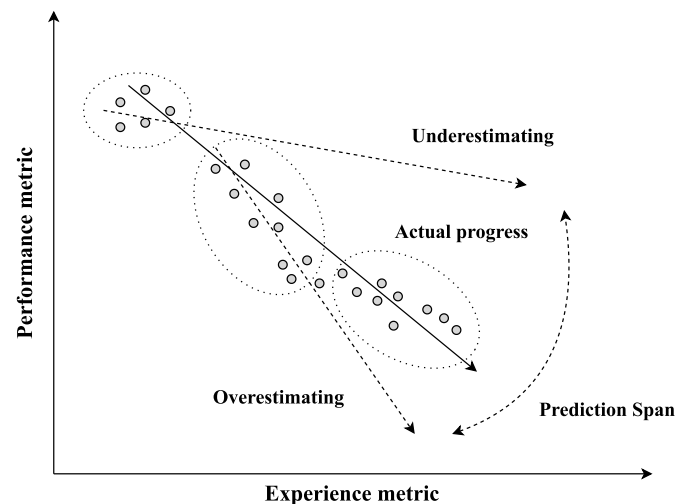 Underestimating
Actual progress
Performance metric
Overestimating
Prediction Span
Experience metric